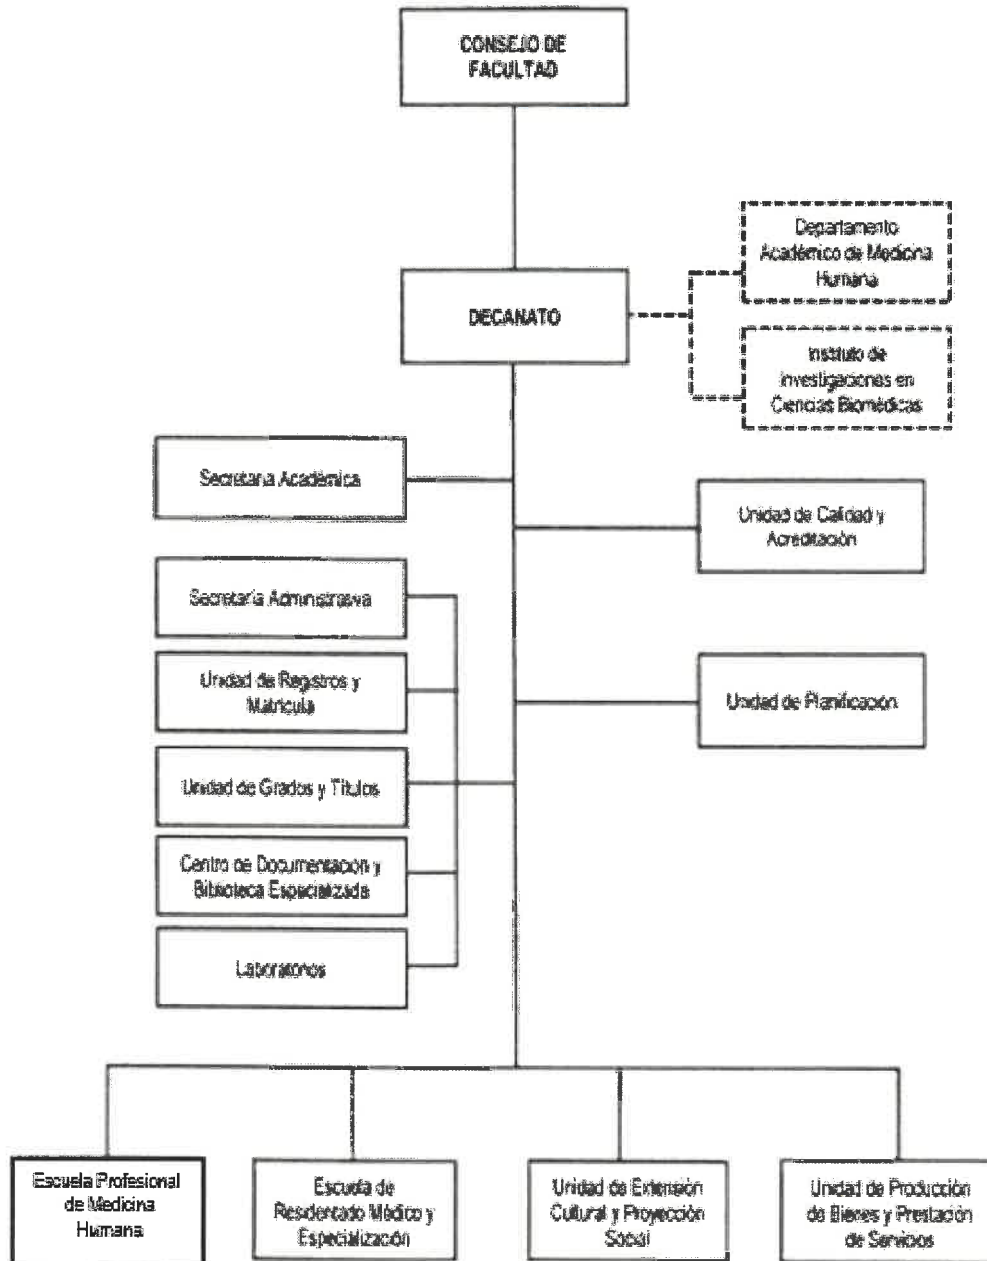 CONSEJO DE
FACULTAD
Departamento
Académico de Medicina
Humana
DECANATO
Instituto de
Investigaciones en
Ciencias Biomédicas
Secretaria Académica
Unidad de Calidad y
Acreditación
Secretaría Administrativa
Unidad de Registros y
Matrícula
Unidad de Planificación
Unidad de Grados y Títulos
Centro de Documentación y
Biblioteca Especializada
Laboratorios
Escuela Profesional
de Medicina
Humana
Escuela de
Residentado Médico y
Especialización
Unidad de Extensión
Cultural y Proyección
Social
Unidad de Producción
de Bienes y Prestación
de Servicios